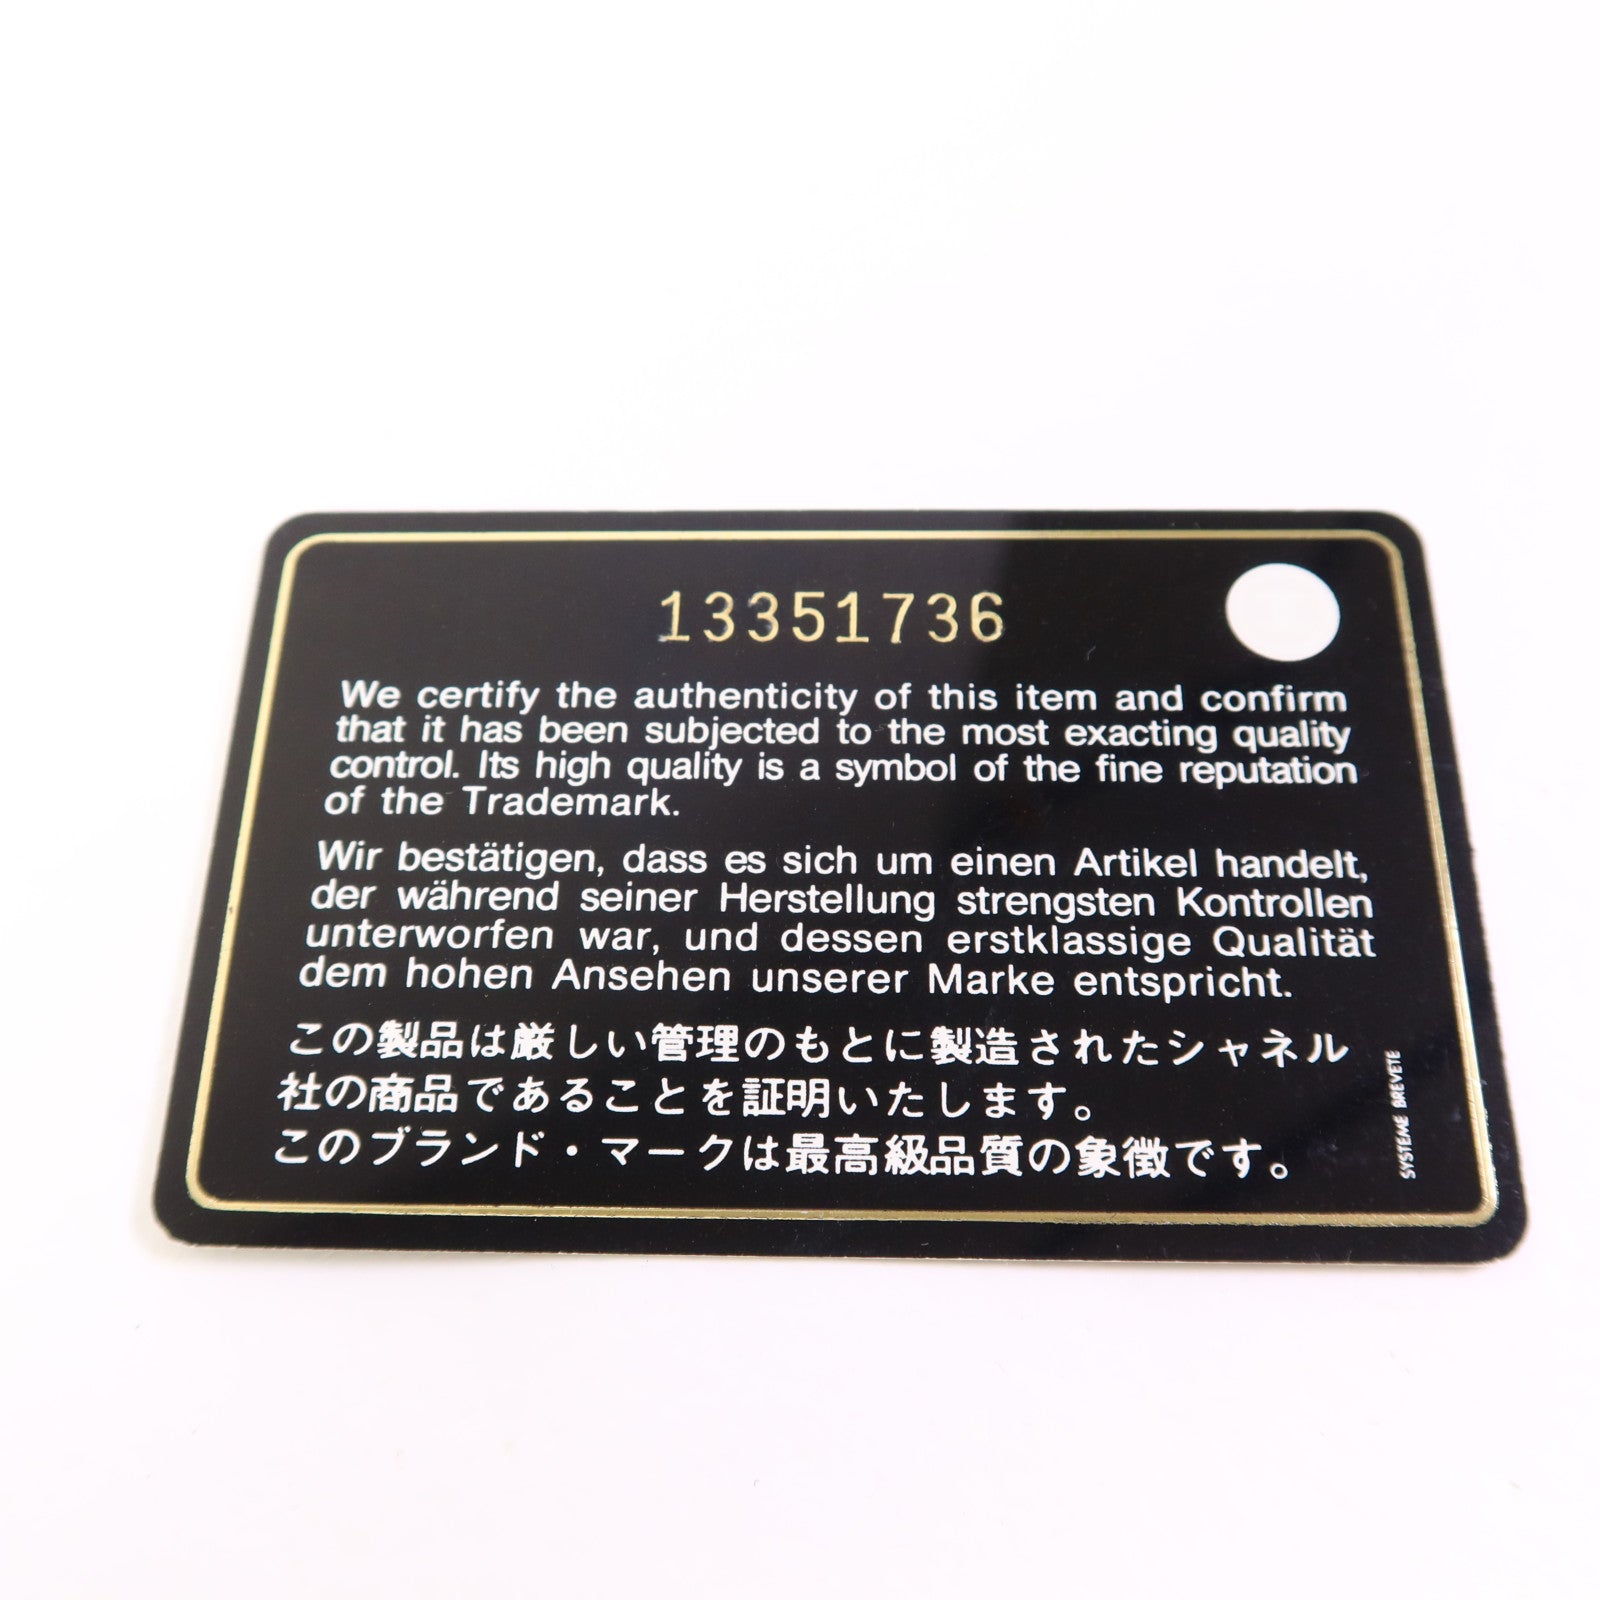 13351736
We certify the authenticity of this item and confirm
that it has been subjected to the most exacting quality
control. Its high quality is a symbol of the fine reputation
of the Trademark.
Wir bestätigen, dass es sich um einen Artikel handelt,
der während seiner Herstellung strengsten Kontrollen
unterworfen war, und dessen erstklassige Qualität
dem hohen Ansehen unserer Marke entspricht.
この製品は厳しい管理のもとに製造されたシャネル
社の商品であることを証明いたします。
このブランド・マークは最高級品質の象徴です。
SYSTEME BREVETE